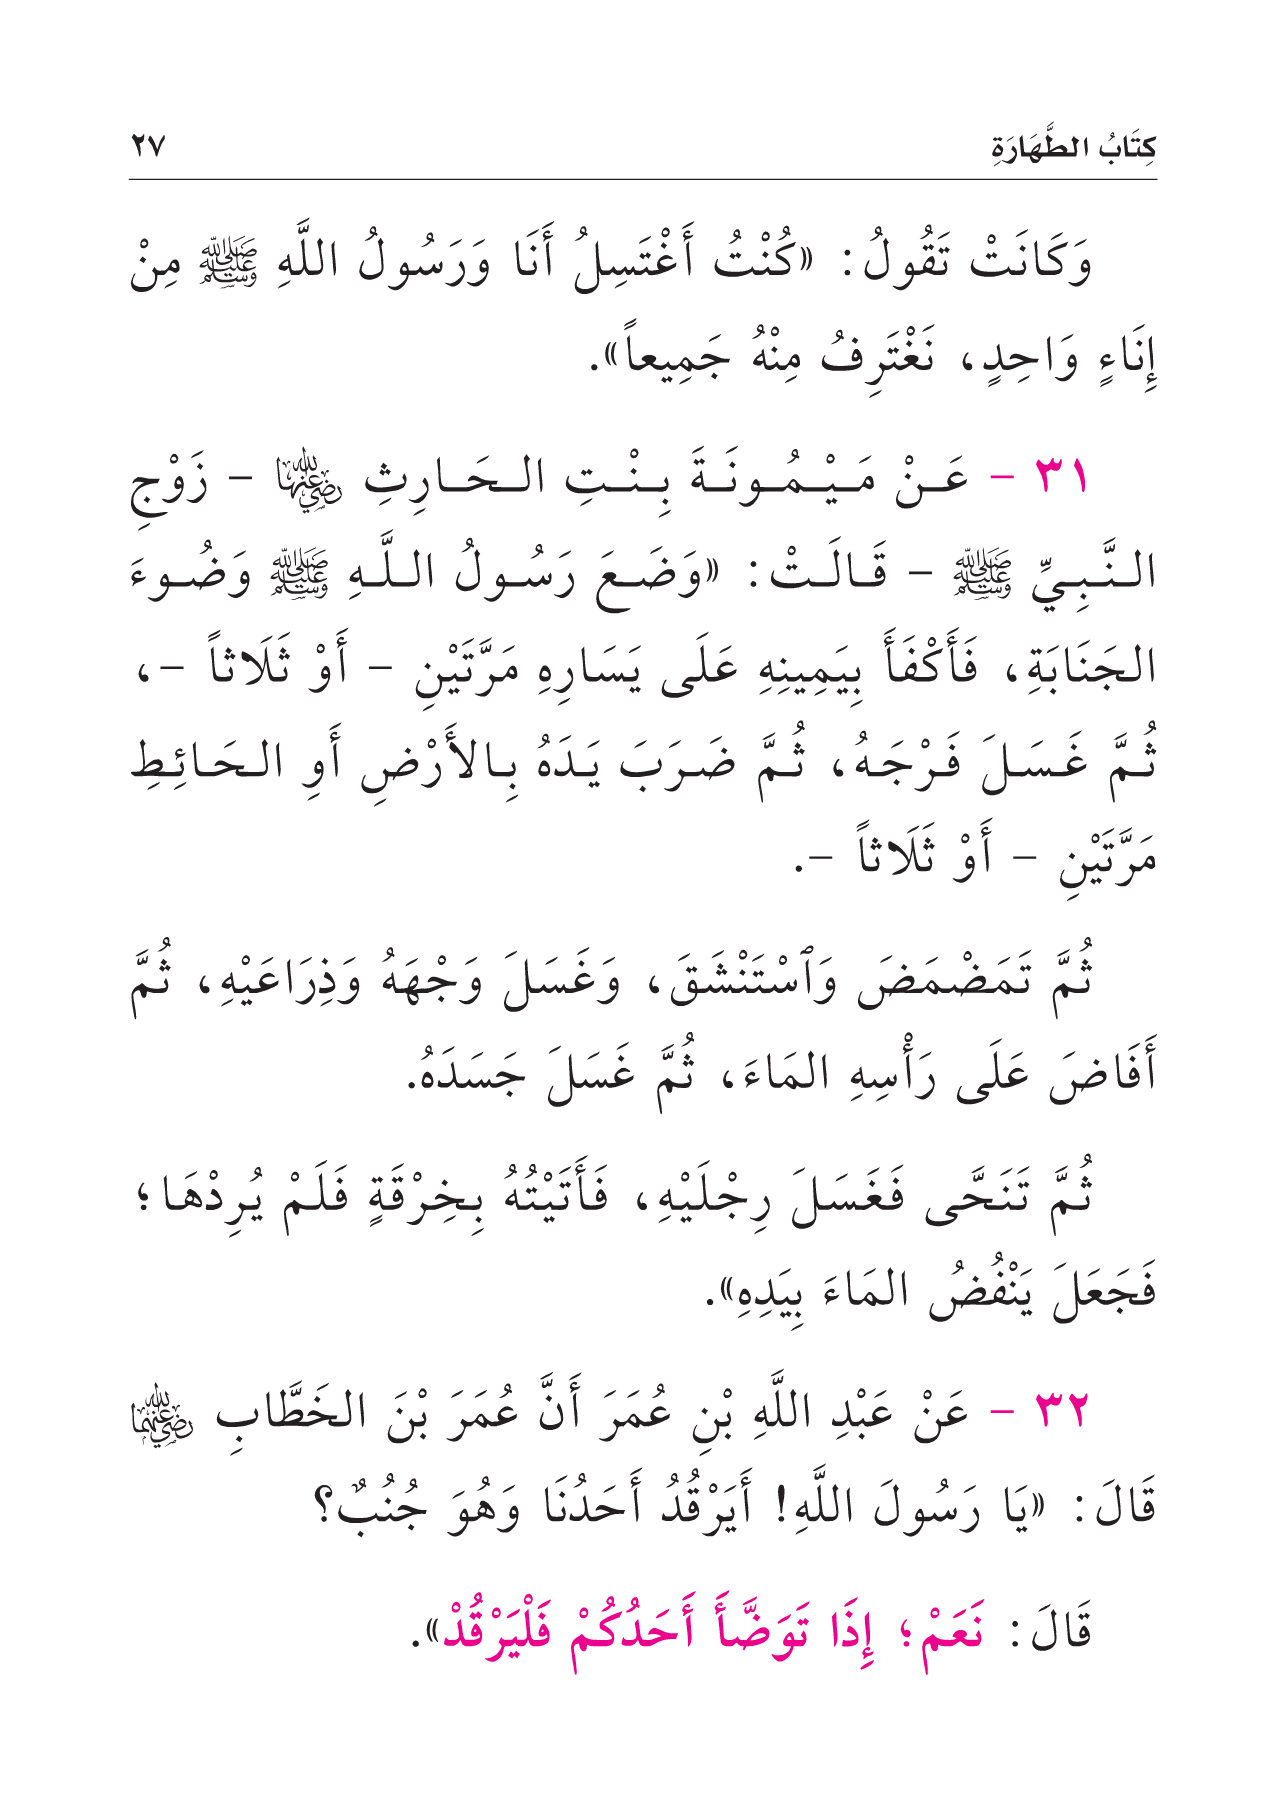 كِتَابُ الطَّهَارَةِ ٢٧
وَكَانَتْ تَقُولُ: «كُنْتُ أَغْتَسِلُ أَنَا وَرَسُولُ اللَّهِ ﷺ مِنْ
إِنَاءٍ وَاحِدٍ، نَغْتَرِفُ مِنْهُ جَمِيعاً».
٣١ - عَنْ مَيْمُونَةَ بِنْتِ الحَارِثِ رضي الله عنها - زَوْجِ
النَّبِيِّ ﷺ - قَالَتْ: «وَضَعَ رَسُولُ اللَّهِ ﷺ وَضُوءَ
الجَنَابَةِ، فَأَكْفَأَ بِيَمِينِهِ عَلَى يَسَارِهِ مَرَّتَيْنِ - أَوْ ثَلَاثاً -،
ثُمَّ غَسَلَ فَرْجَهُ، ثُمَّ ضَرَبَ يَدَهُ بِالأَرْضِ أَوِ الحَائِطِ
مَرَّتَيْنِ - أَوْ ثَلَاثاً -.
ثُمَّ تَمَضْمَضَ وَٱسْتَنْشَقَ، وَغَسَلَ وَجْهَهُ وَذِرَاعَيْهِ، ثُمَّ
أَفَاضَ عَلَى رَأْسِهِ المَاءَ، ثُمَّ غَسَلَ جَسَدَهُ.
ثُمَّ تَنَحَّى فَغَسَلَ رِجْلَيْهِ، فَأَتَيْتُهُ بِخِرْقَةٍ فَلَمْ يُرِدْهَا؛
فَجَعَلَ يَنْفُضُ المَاءَ بِيَدِهِ».
٣٢ - عَنْ عَبْدِ اللَّهِ بْنِ عُمَرَ أَنَّ عُمَرَ بْنَ الخَطَّابِ رضي الله عنهما
قَالَ: «يَا رَسُولَ اللَّهِ! أَيَرْقُدُ أَحَدُنَا وَهُوَ جُنُبٌ؟
قَالَ: نَعَمْ؛ إِذَا تَوَضَّأَ أَحَدُكُمْ فَلْيَرْقُدْ».